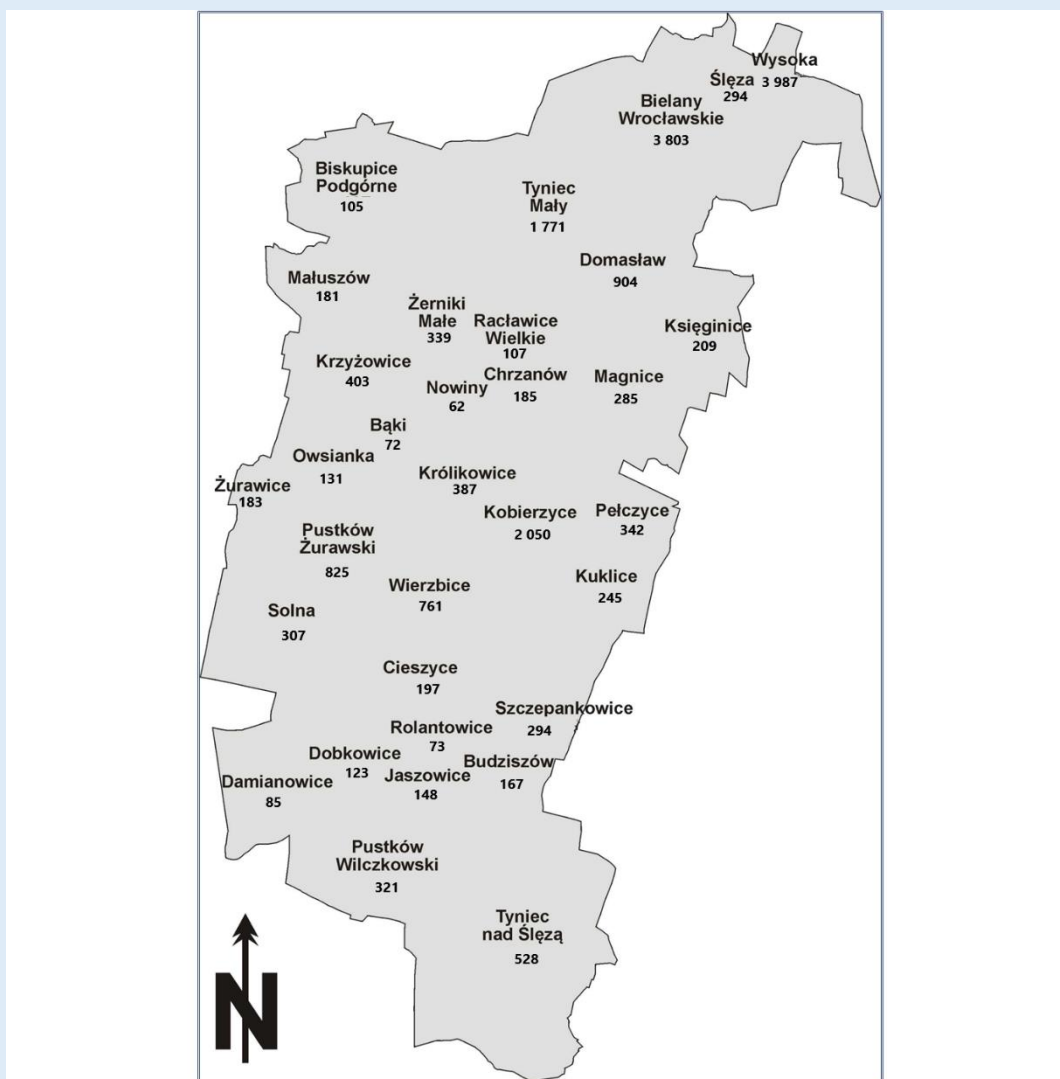 Wysoka
3 987
Ślęza
294
Bielany
Wrocławskie
3 803
Biskupice
Podgórne
105
Tyniec
Mały
1 771
Domasław
904
Małuszów
181
Żerniki
Małe
339
Racławice
Wielkie
107
Księginice
209
Krzyżowice
403
Chrzanów
185
Magnice
285
Nowiny
62
Bąki
72
Owsianka
131
Królikowice
387
Żurawice
183
Kobierzyce
2 050
Pełczyce
342
Pustków
Żurawski
825
Wierzbice
761
Kuklice
245
Solna
307
Cieszyce
197
Szczepankowice
294
Rolantowice
73
Dobkowice
123
Budziszów
167
Jaszowice
148
Damianowice
85
Pustków
Wilczkowski
321
Tyniec
nad Ślęzą
528
N